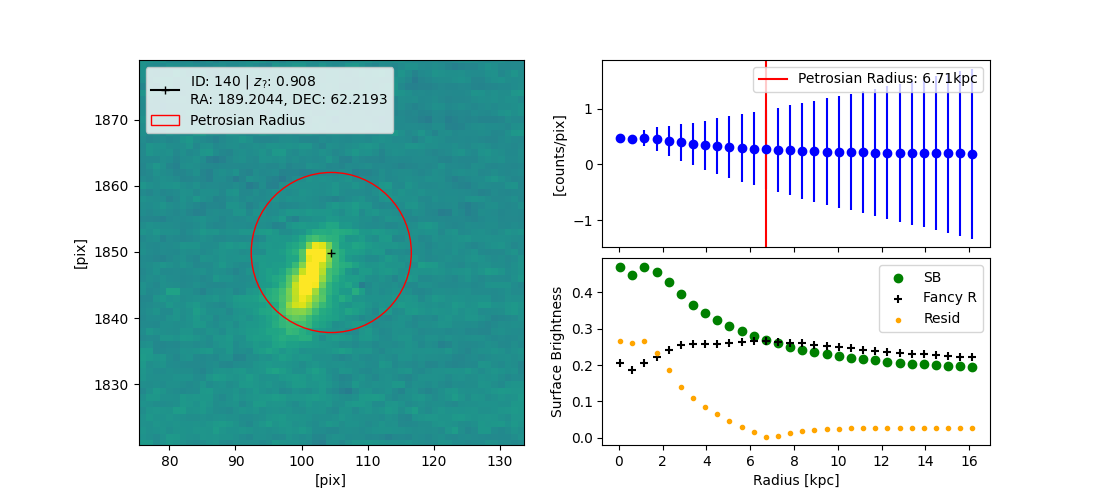 ID: 140 | z?: 0.908
RA: 189.2044, DEC: 62.2193
Petrosian Radius
1870
1860
1850
1840
1830
[pix]
80 90 100 110 120 130
[pix]
Petrosian Radius: 6.71kpc
1
0
−1
[counts/pix]
SB
Fancy R
Resid
0.4
0.3
0.2
0.1
0.0
Surface Brightness
0 2 4 6 8 10 12 14 16
Radius [kpc]